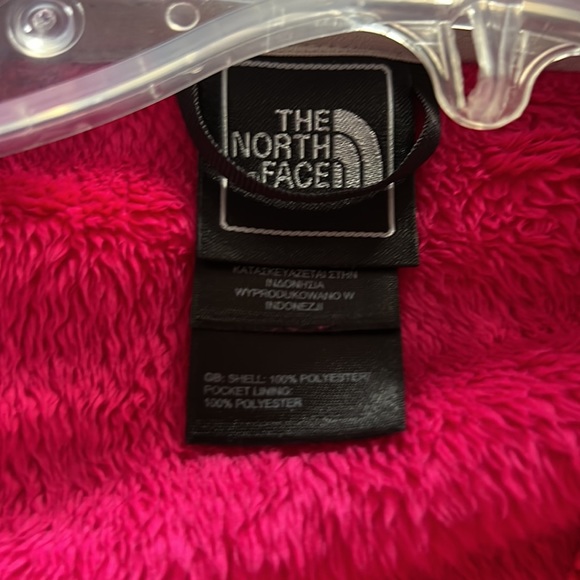 THE
NORTH
FACE
ΚΑΤΑΣΚΕΥΑΖΕΤΑΙ ΣΤΗΝ
ΙΝΔΟΝΗΣΙΑ
WYPRODUKOWANO W
INDONEZJI
GB: SHELL: 100% POLYESTER/
POCKET LINING:
100% POLYESTER